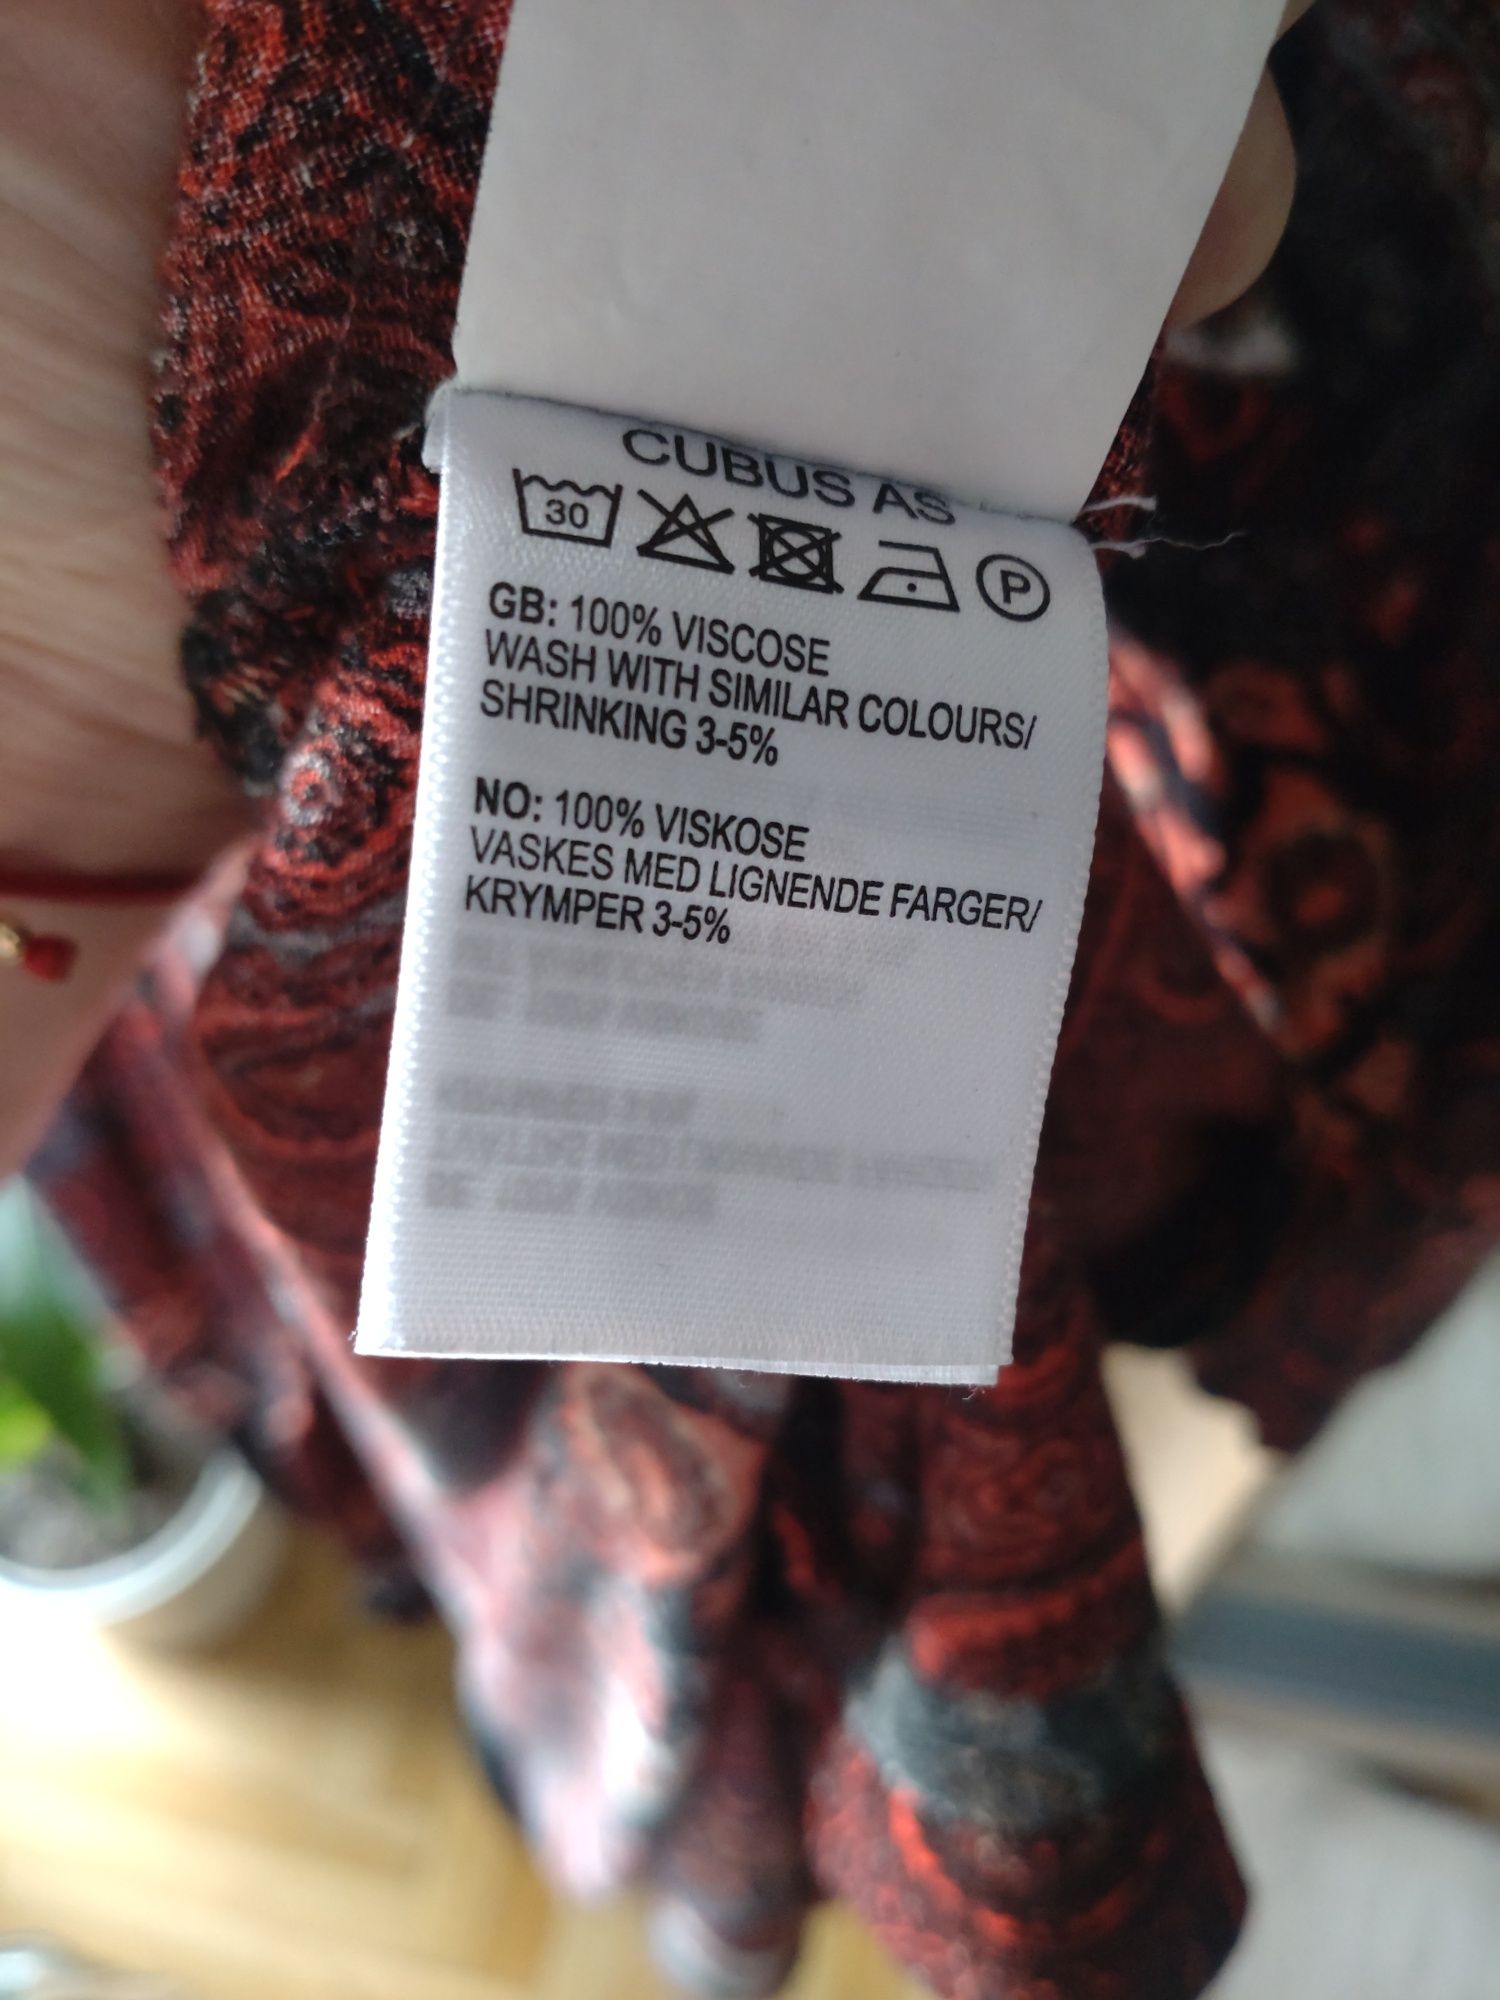 CUBUS AS
30
P
GB: 100% VISCOSE
WASH WITH SIMILAR COLOURS/
SHRINKING 3-5%
NO: 100% VISKOSE
VASKES MED LIGNENDE FARGER/
KRYMPER 3-5%